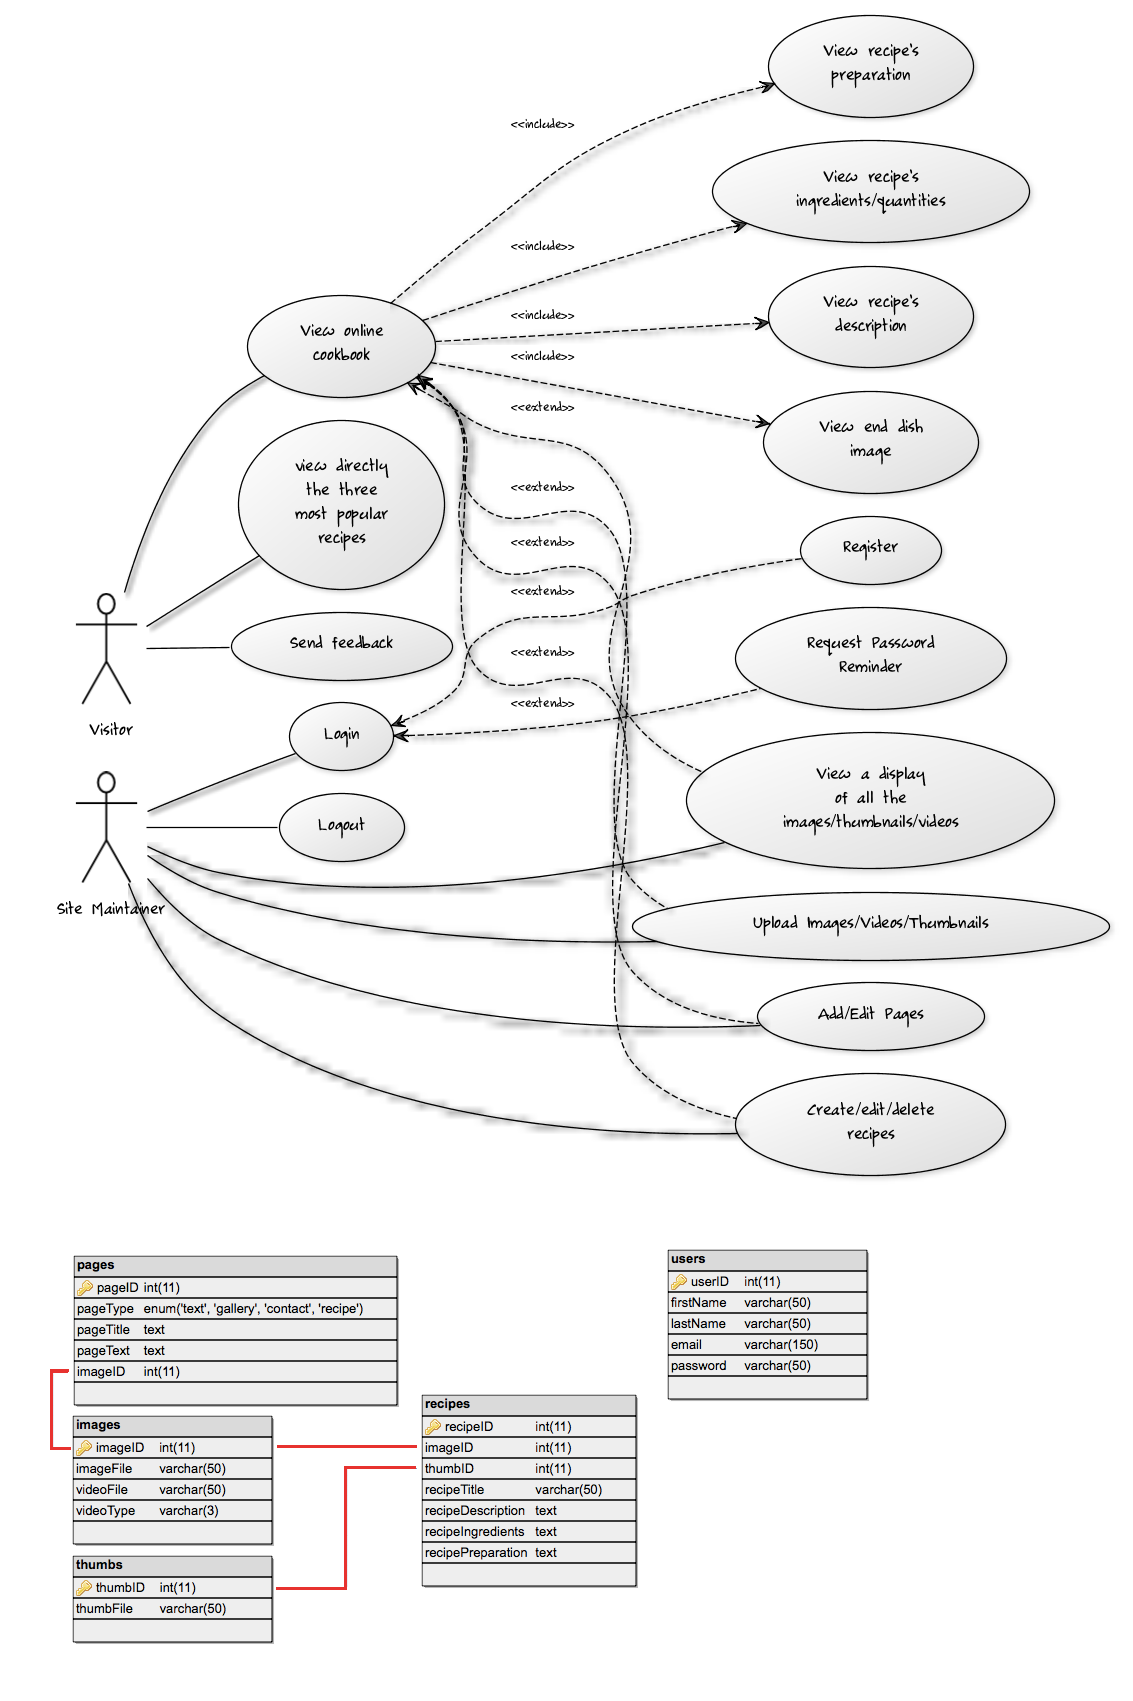 View recipe's
preparation
<<include>>
View recipe's
ingredients/quantities
<<include>>
View recipe's
description
<<include>>
View online
cookbook
<<include>>
<<extend>>
View end dish
image
view directly
the three
most popular
recipes
<<extend>>
<<extend>>
Register
<<extend>>
Send feedback
<<extend>>
Request Password
Reminder
<<extend>>
Visitor
Login
View a display
of all the
images/thumbnails/videos
Logout
Site Maintainer
Upload Images/Videos/Thumbnails
Add/Edit Pages
Create/edit/delete
recipes
pages
pageID int(11)
pageType enum('text', 'gallery', 'contact', 'recipe')
pageTitle text
pageText text
imageID int(11)
users
userID int(11)
firstName varchar(50)
lastName varchar(50)
email varchar(150)
password varchar(50)
images
imageID int(11)
imageFile varchar(50)
videoFile varchar(50)
videoType varchar(3)
recipes
recipeID int(11)
imageID int(11)
thumbID int(11)
recipeTitle varchar(50)
recipeDescription text
recipeIngredients text
recipePreparation text
thumbs
thumbID int(11)
thumbFile varchar(50)